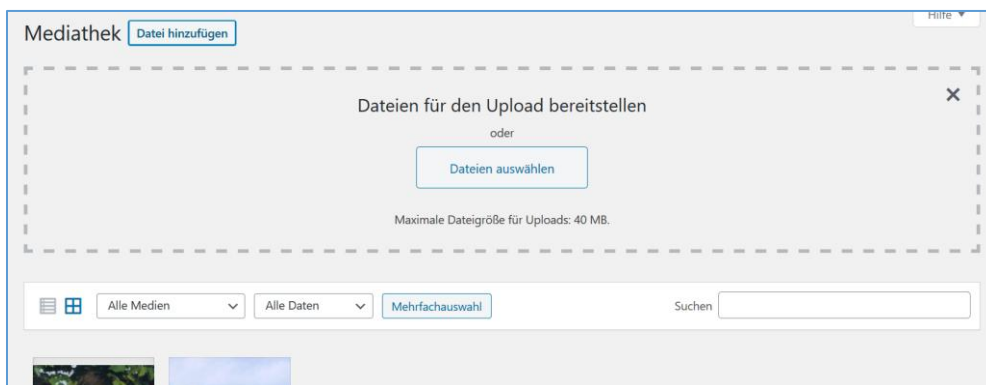 Hilfe
Mediathek Datei hinzufügen
Dateien für den Upload bereitstellen
oder
Dateien auswählen
Maximale Dateigröße für Uploads: 40 MB.
Alle Medien Alle Daten Mehrfachauswahl Suchen